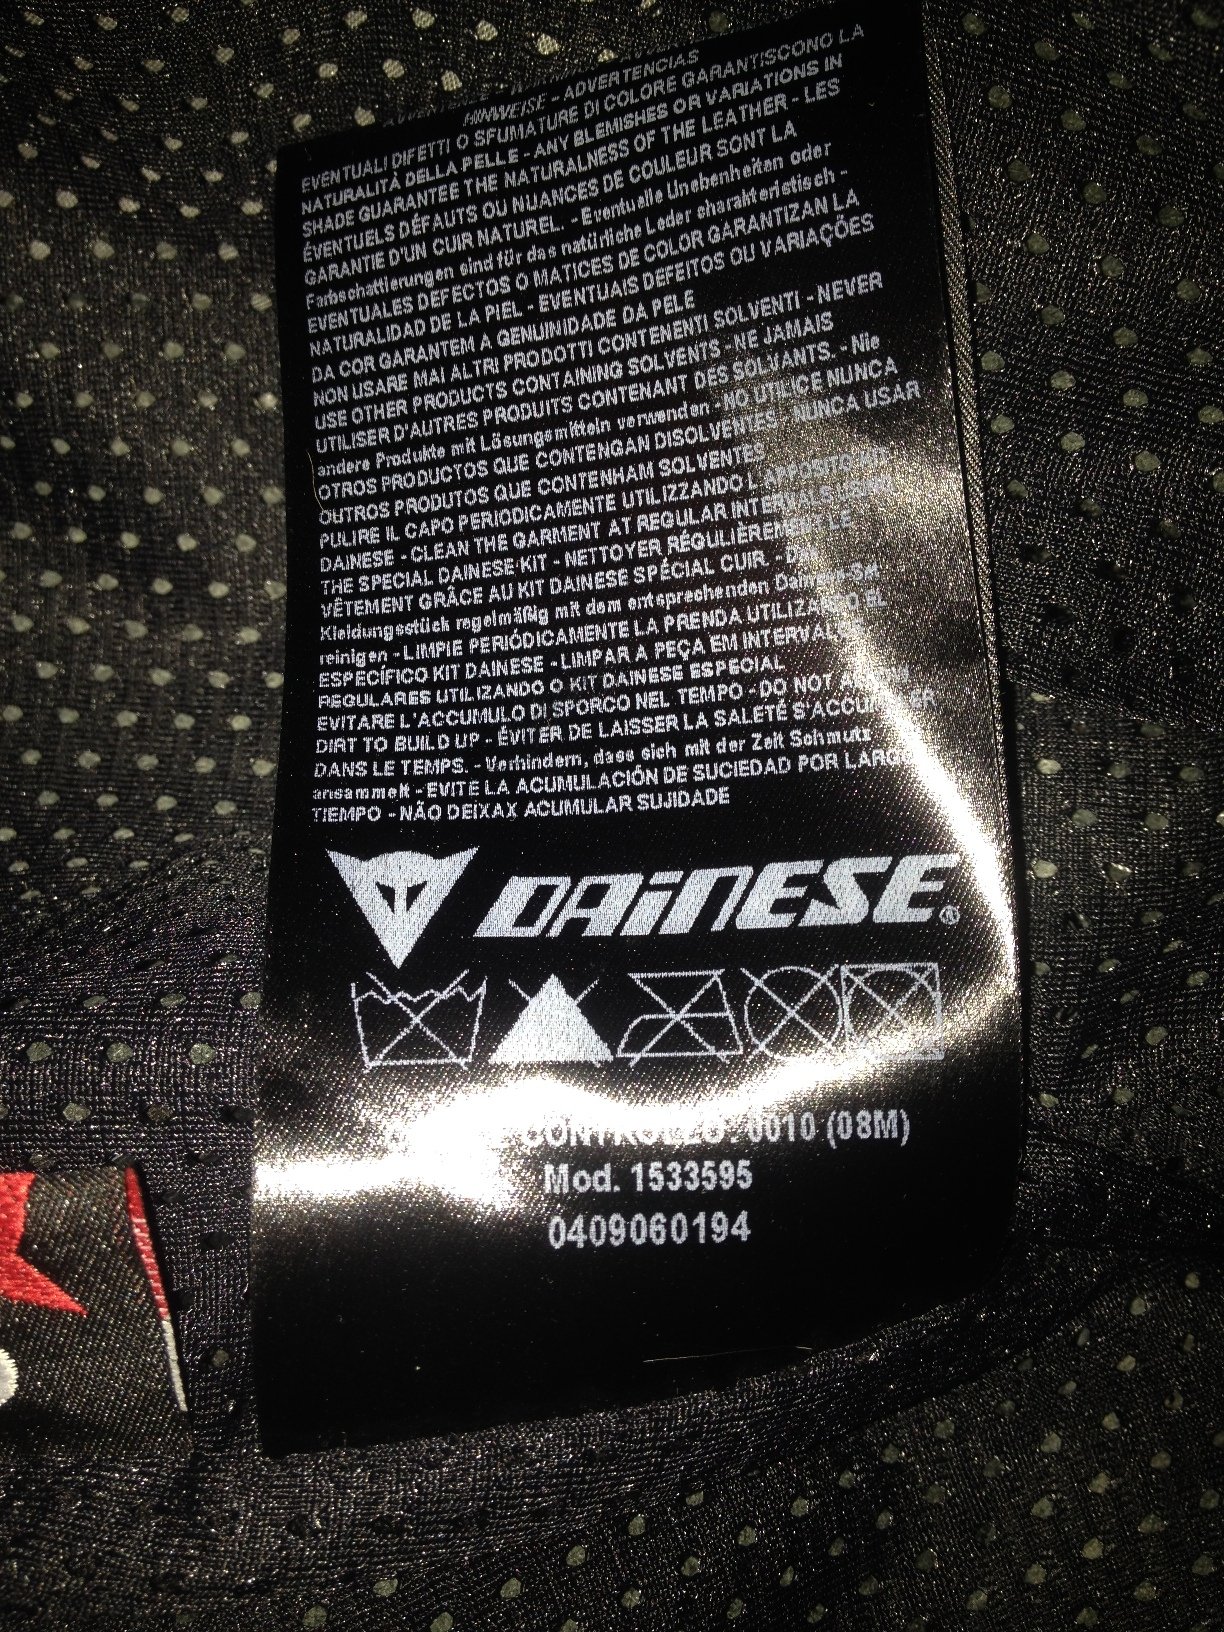 HINWEISE - ADVERTENCIAS
EVENTUALI DIFETTI O SFUMATURE DI COLORE GARANTISCONO LA
NATURALITÀ DELLA PELLE - ANY BLEMISHES OR VARIATIONS IN
SHADE GUARANTEE THE NATURALNESS OF THE LEATHER - LES
ÉVENTUELS DÉFAUTS OU NUANCES DE COULEUR SONT LA
GARANTIE D'UN CUIR NATUREL. - Eventuelle Unebenheiten oder
Farbschattierungen sind für das natürliche Leder charakteristisch -
EVENTUALES DEFECTOS O MATICES DE COLOR GARANTIZAN LA
NATURALIDAD DE LA PIEL - EVENTUAIS DEFEITOS OU VARIAÇÕES
DA COR GARANTEM A GENUINIDADE DA PELE
NON USARE MAI ALTRI PRODOTTI CONTENENTI SOLVENTI - NEVER
USE OTHER PRODUCTS CONTAINING SOLVENTS - NE JAMAIS
UTILISER D'AUTRES PRODUITS CONTENANT DES SOLVANTS. - Nie
andere Produkte mit Lösungsmitteln verwenden - NO UTILICE NUNCA
OTROS PRODUCTOS QUE CONTENGAN DISOLVENTES - NUNCA USAR
OUTROS PRODUTOS QUE CONTENHAM SOLVENTES
PULIRE IL CAPO PERIODICAMENTE UTILIZZANDO L'APPOSITO KIT
DAINESE - CLEAN THE GARMENT AT REGULAR INTERVALS USING
THE SPECIAL DAINESE KIT - NETTOYER RÉGULIÈREMENT LE
VÊTEMENT GRÂCE AU KIT DAINESE SPÉCIAL CUIR. - Das
Kleidungsstück regelmäßig mit dem entsprechenden Dainese-Set
reinigen - LIMPIE PERIÓDICAMENTE LA PRENDA UTILIZANDO EL
ESPECÍFICO KIT DAINESE - LIMPAR A PEÇA EM INTERVALOS
REGULARES UTILIZANDO O KIT DAINESE ESPECIAL
EVITARE L'ACCUMULO DI SPORCO NEL TEMPO - DO NOT
DIRT TO BUILD UP - ÉVITER DE LAISSER LA SALETÉ S'ACCUMULER
DANS LE TEMPS. - Verhindern, dass sich mit der Zeit Schmutz
ansammelt - EVITE LA ACUMULACIÓN DE SUCIEDAD POR LARGO
TIEMPO - NÃO DEIXAX ACUMULAR SUJIDADE
DAINESE®
CONTROLLO: 0010 (08M)
Mod. 1533595
0409060194